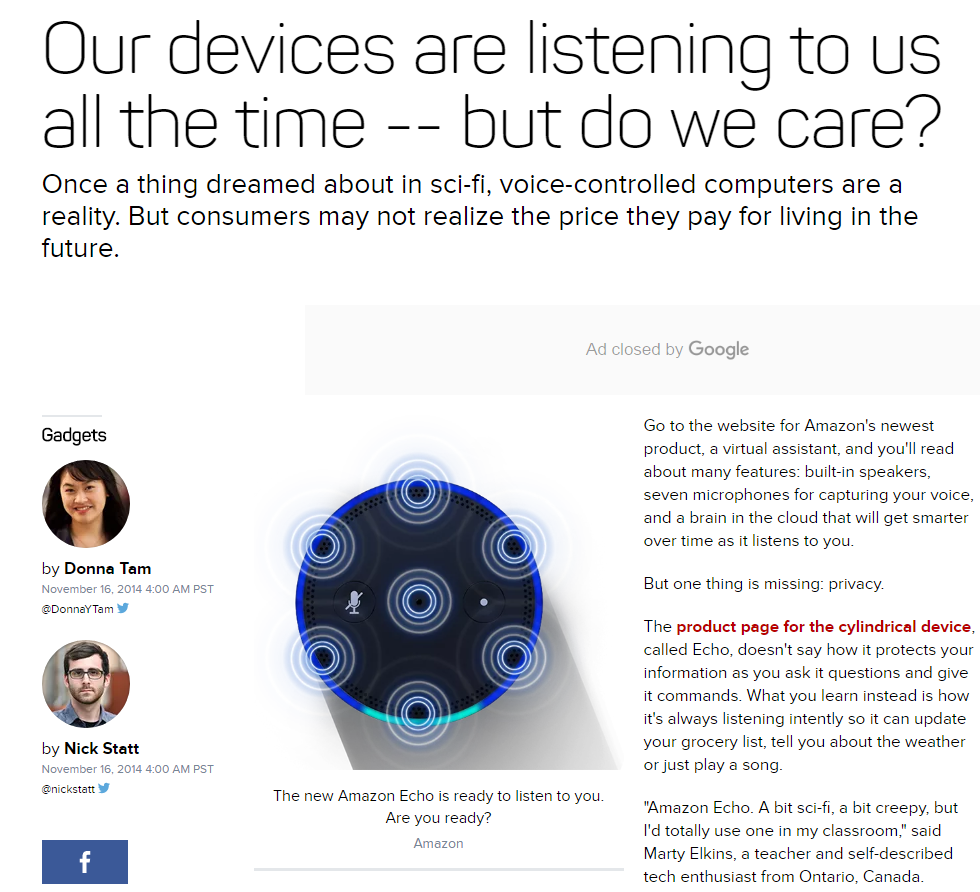 Our devices are listening to us
all the time -- but do we care?
Once a thing dreamed about in sci-fi, voice-controlled computers are a
reality. But consumers may not realize the price they pay for living in the
future.
Ad closed by Google
Gadgets
by Donna Tam
November 16, 2014 4:00 AM PST
@DonnaYTam
by Nick Statt
November 16, 2014 4:00 AM PST
@nickstatt
f
The new Amazon Echo is ready to listen to you.
Are you ready?
Amazon
Go to the website for Amazon's newest
product, a virtual assistant, and you'll read
about many features: built-in speakers,
seven microphones for capturing your voice,
and a brain in the cloud that will get smarter
over time as it listens to you.
But one thing is missing: privacy.
The product page for the cylindrical device,
called Echo, doesn't say how it protects your
information as you ask it questions and give
it commands. What you learn instead is how
it's always listening intently so it can update
your grocery list, tell you about the weather
or just play a song.
"Amazon Echo. A bit sci-fi, a bit creepy, but
I'd totally use one in my classroom," said
Marty Elkins, a teacher and self-described
tech enthusiast from Ontario, Canada.